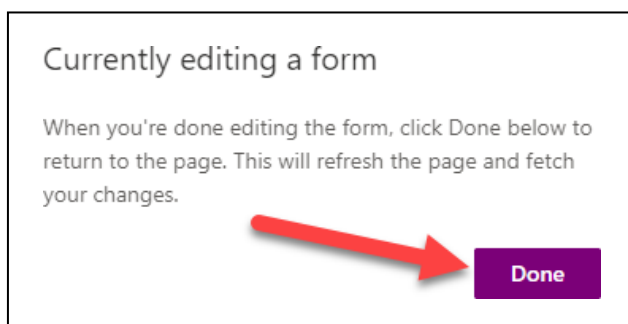 Currently editing a form
When you're done editing the form, click Done below to
return to the page. This will refresh the page and fetch
your changes.
Done